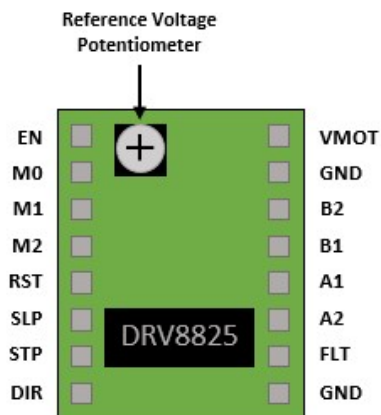 Reference Voltage
Potentiometer
EN VMOT
M0 GND
M1 B2
M2 B1
RST A1
SLP A2
DRV8825
STP FLT
DIR GND